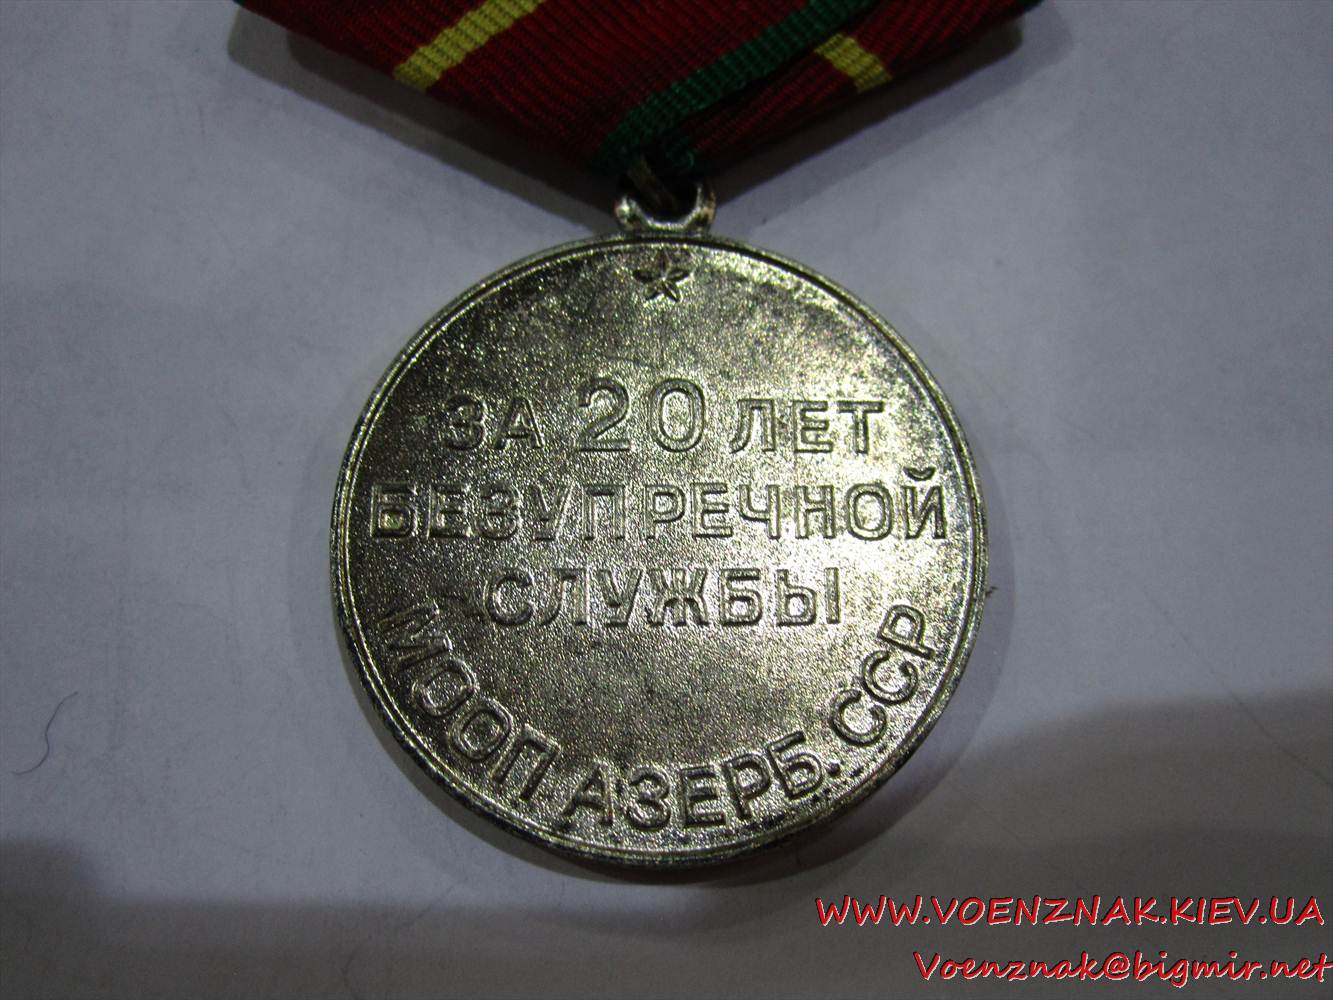 ЗА 20 ЛЕТ
БЕЗУПРЕЧНОЙ
СЛУЖБЫ
МООП АЗЕРБ. ССР
WWW.VOENZNAK.KIEV.UA
Voenznak@bigmir.net